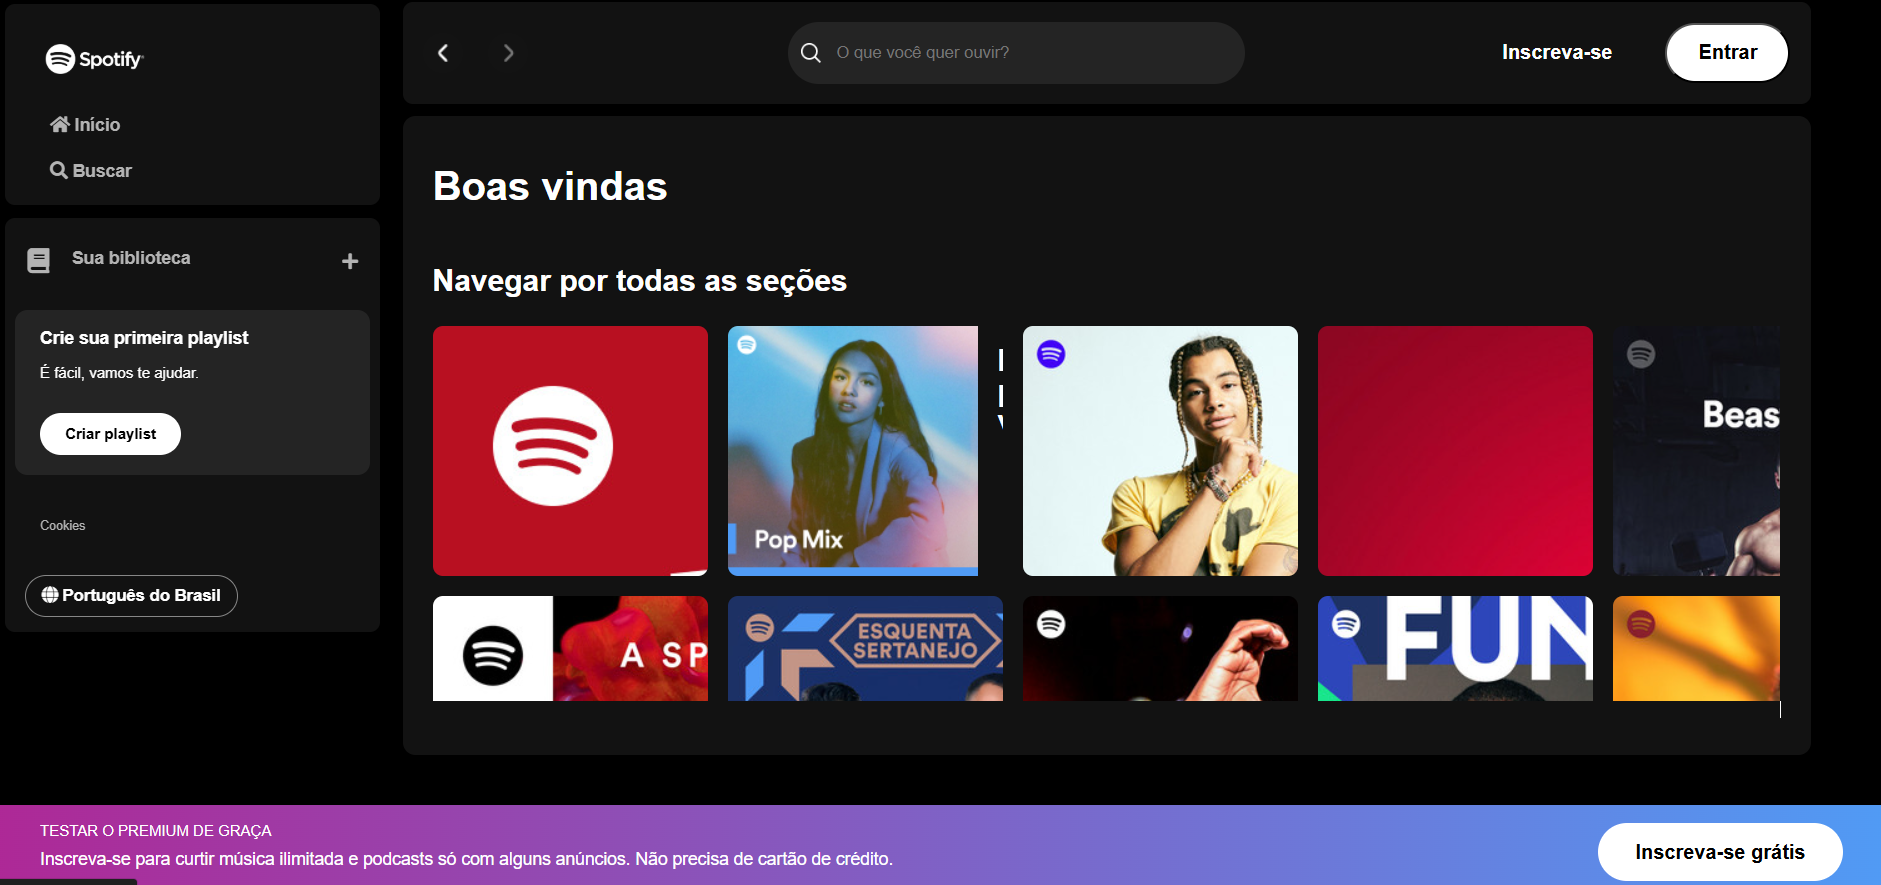 Spotify
Início
Buscar
Sua biblioteca
Crie sua primeira playlist
É fácil, vamos te ajudar.
Criar playlist
Cookies
Português do Brasil
O que você quer ouvir?
Inscreva-se
Entrar
Boas vindas
Navegar por todas as seções
Pop Mix
Beas
A SP
ESQUENTA
SERTANEJO
FUN
TESTAR O PREMIUM DE GRAÇA
Inscreva-se para curtir música ilimitada e podcasts só com alguns anúncios. Não precisa de cartão de crédito.
Inscreva-se grátis